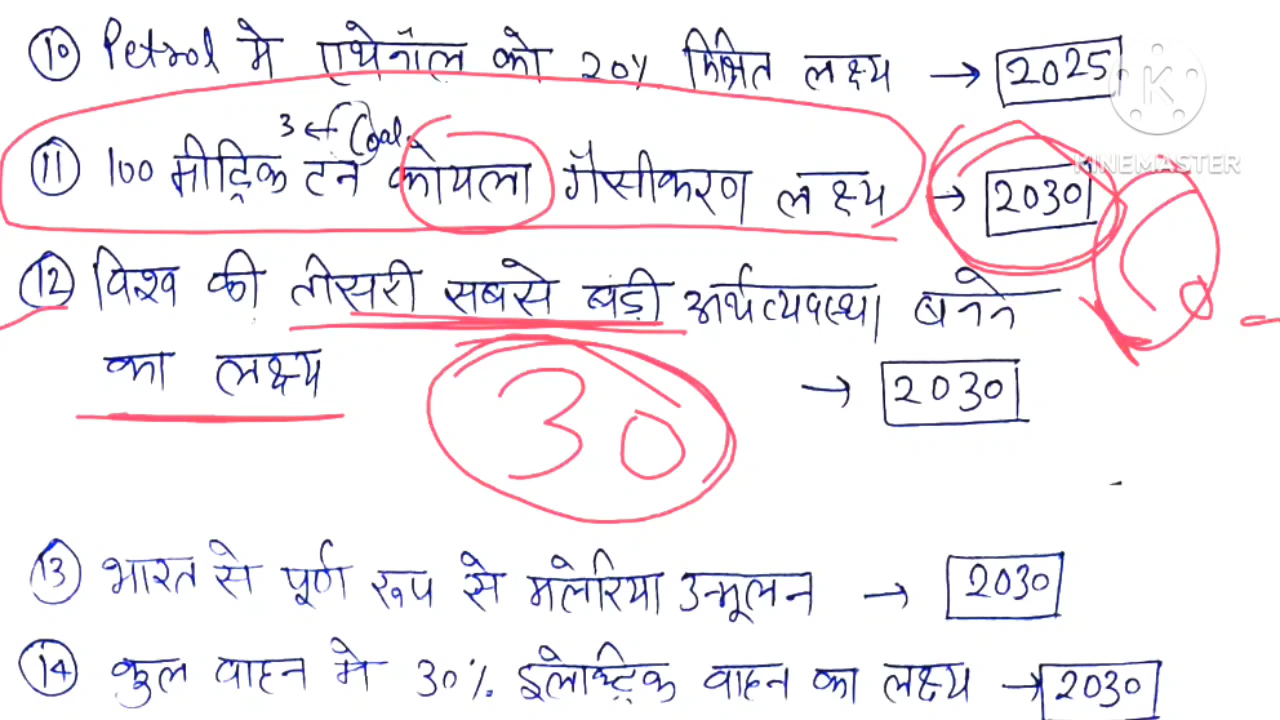 10 Petrol मे एथेनॉल को 20% मिश्रित लक्ष्य → 2025
KINEMASTER
3 ← Coal
11 100 मीट्रिक टन कोयला गैसीकरण लक्ष्य → 2030
12 विश्व की तीसरी सबसे बड़ी अर्थव्यवस्था बनने
का लक्ष्य → 2030
30
13 भारत से पूर्ण रूप से मलेरिया उन्मूलन → 2030
14 कुल वाहन मे 30% इलेक्ट्रिक वाहन का लक्ष्य → 2030